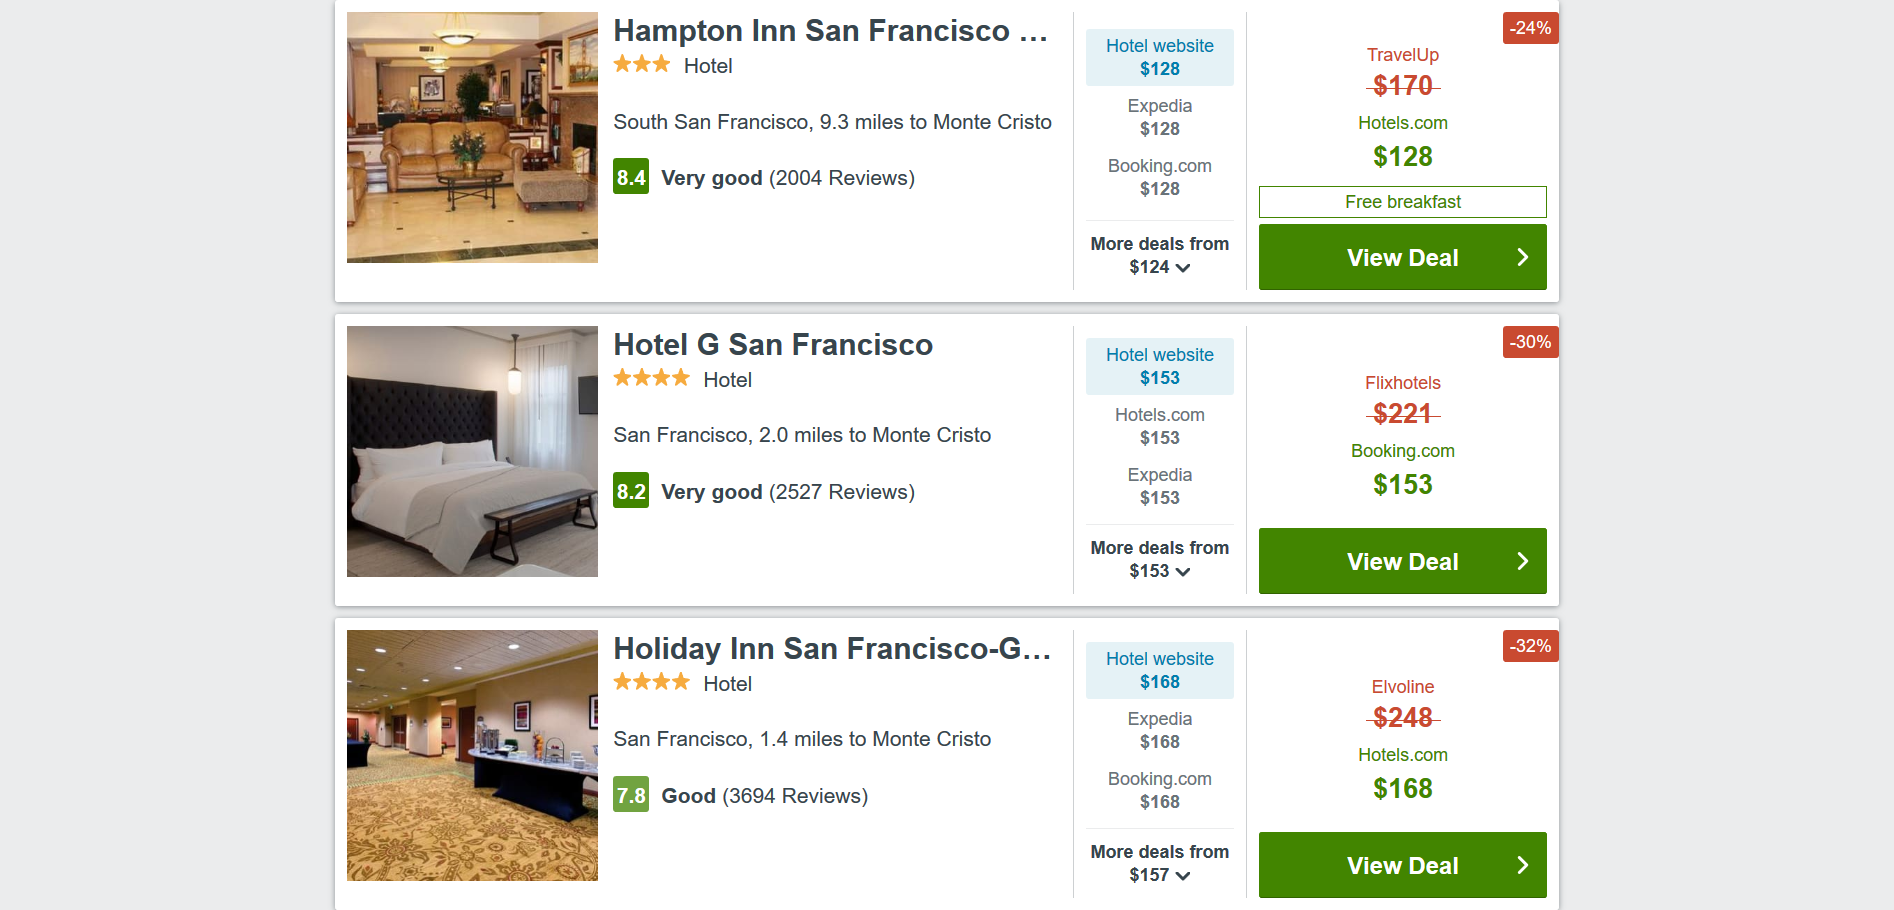 Hampton Inn San Francisco ...
Hotel
South San Francisco, 9.3 miles to Monte Cristo
8.4 Very good (2004 Reviews)
Hotel website
$128
Expedia
$128
Booking.com
$128
More deals from
$124
-24%
TravelUp
$170
Hotels.com
$128
Free breakfast
View Deal
Hotel G San Francisco
Hotel
San Francisco, 2.0 miles to Monte Cristo
8.2 Very good (2527 Reviews)
Hotel website
$153
Hotels.com
$153
Expedia
$153
More deals from
$153
-30%
Flixhotels
$221
Booking.com
$153
View Deal
Holiday Inn San Francisco-G...
Hotel
San Francisco, 1.4 miles to Monte Cristo
7.8 Good (3694 Reviews)
Hotel website
$168
Expedia
$168
Booking.com
$168
More deals from
$157
-32%
Elvoline
$248
Hotels.com
$168
View Deal